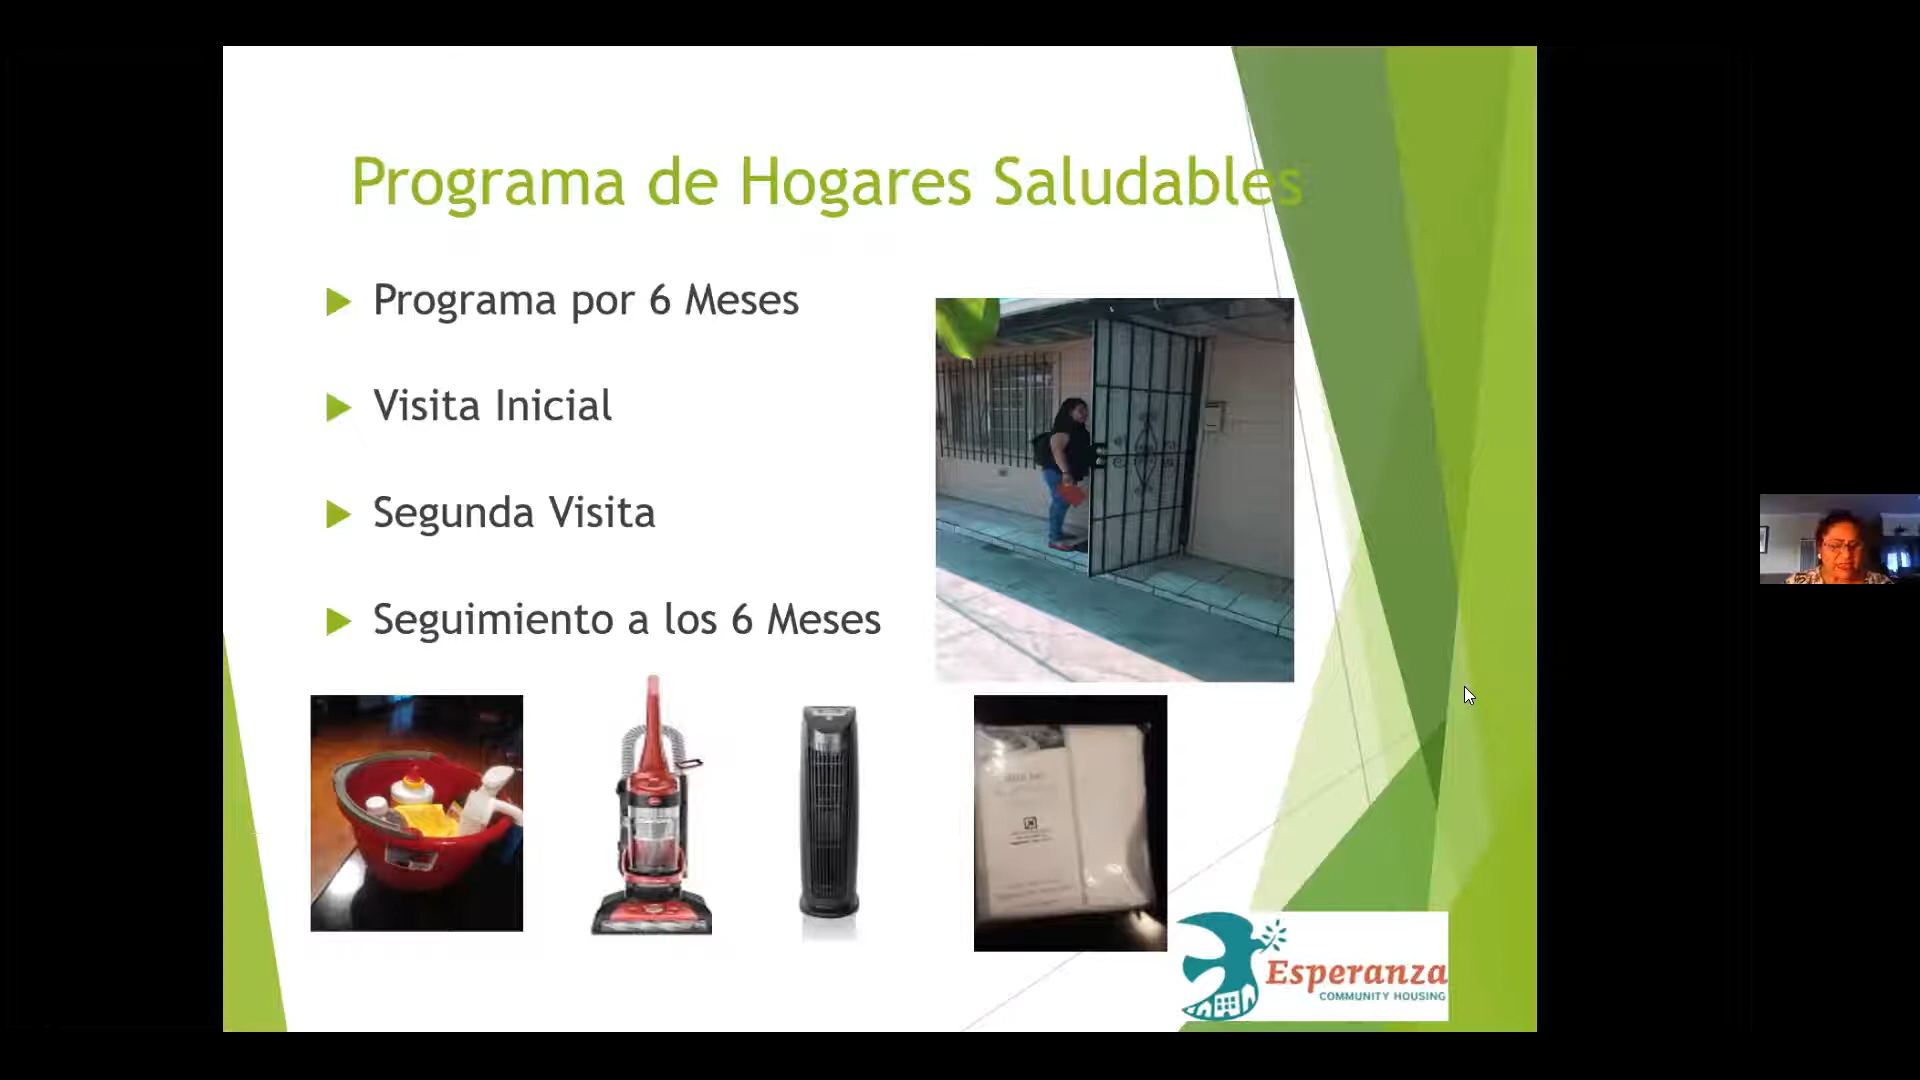 Programa de Hogares Saludables
Programa por 6 Meses
Visita Inicial
Segunda Visita
Seguimiento a los 6 Meses
Esperanza
COMMUNITY HOUSING